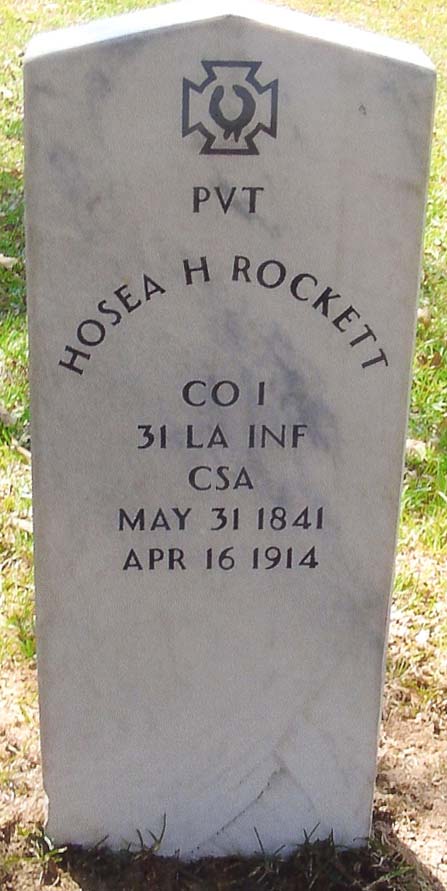 PVT
HOSEA H ROCKETT
CO I
31 LA INF
CSA
MAY 31 1841
APR 16 1914